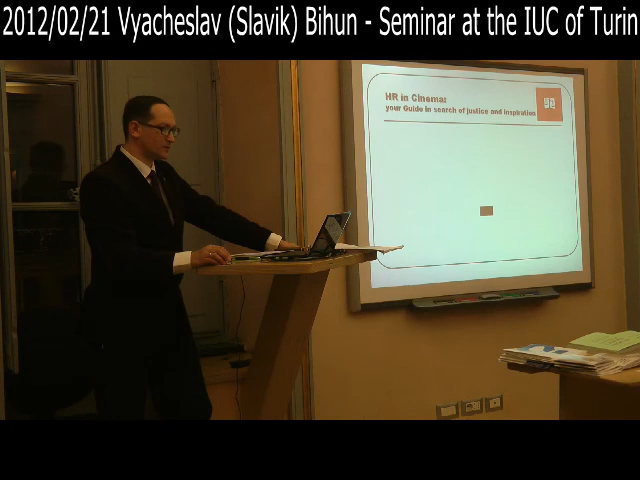 2012/02/21 Vyacheslav (Slavik) Bihun - Seminar at the IUC of Turin
HR in Cinema:
your Guide in search of justice and inspiration